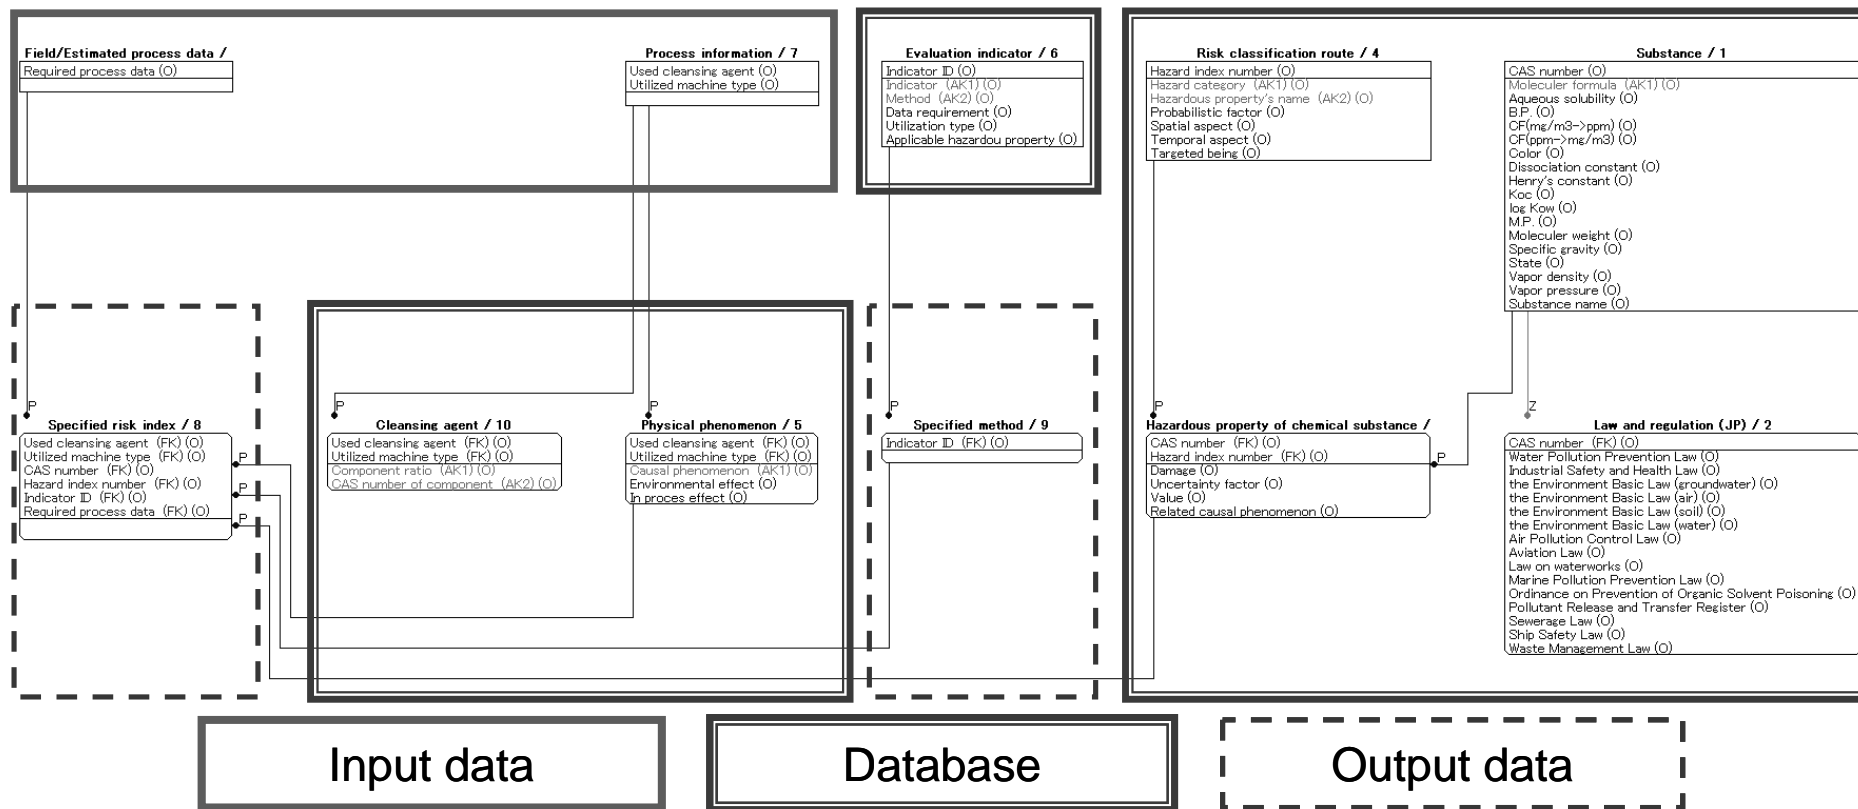 Field/Estimated process data /
Required process data (O)
Process information / 7
Used cleansing agent (O)
Utilized machine type (O)
Evaluation indicator / 6
Indicator ID (O)
Indicator (AK1) (O)
Method (AK2) (O)
Data requirement (O)
Utilization type (O)
Applicable hazardou property (O)
Risk classification route / 4
Hazard index number (O)
Hazard category (AK1) (O)
Hazardous property's name (AK2) (O)
Probabilistic factor (O)
Spatial aspect (O)
Temporal aspect (O)
Targeted being (O)
Substance / 1
CAS number (O)
Moleculer formula (AK1) (O)
Aqueous solubility (O)
B.P. (O)
CF(mg/m3->ppm) (O)
CF(ppm->mg/m3) (O)
Color (O)
Dissociation constant (O)
Henry's constant (O)
Koc (O)
log Kow (O)
M.P. (O)
Moleculer weight (O)
Specific gravity (O)
State (O)
Vapor density (O)
Vapor pressure (O)
Substance name (O)
P
Specified risk index / 8
Used cleansing agent (FK) (O)
Utilized machine type (FK) (O)
CAS number (FK) (O)
Hazard index number (FK) (O)
Indicator ID (FK) (O)
Required process data (FK) (O)
P
P
P
P
Cleansing agent / 10
Used cleansing agent (FK) (O)
Utilized machine type (FK) (O)
Component ratio (AK1) (O)
CAS number of component (AK2) (O)
P
Physical phenomenon / 5
Used cleansing agent (FK) (O)
Utilized machine type (FK) (O)
Causal phenomenon (AK1) (O)
Environmental effect (O)
In proces effect (O)
P
Specified method / 9
Indicator ID (FK) (O)
P
Hazardous property of chemical substance /
CAS number (FK) (O)
Hazard index number (FK) (O)
Damage (O)
Uncertainty factor (O)
Value (O)
Related causal phenomenon (O)
P
Z
Law and regulation (JP) / 2
CAS number (FK) (O)
Water Pollution Prevention Law (O)
Industrial Safety and Health Law (O)
the Environment Basic Law (groundwater) (O)
the Environment Basic Law (air) (O)
the Environment Basic Law (soil) (O)
the Environment Basic Law (water) (O)
Air Pollution Control Law (O)
Aviation Law (O)
Law on waterworks (O)
Marine Pollution Prevention Law (O)
Ordinance on Prevention of Organic Solvent Poisoning (O)
Pollutant Release and Transfer Register (O)
Sewerage Law (O)
Ship Safety Law (O)
Waste Management Law (O)
Input data
Database
Output data